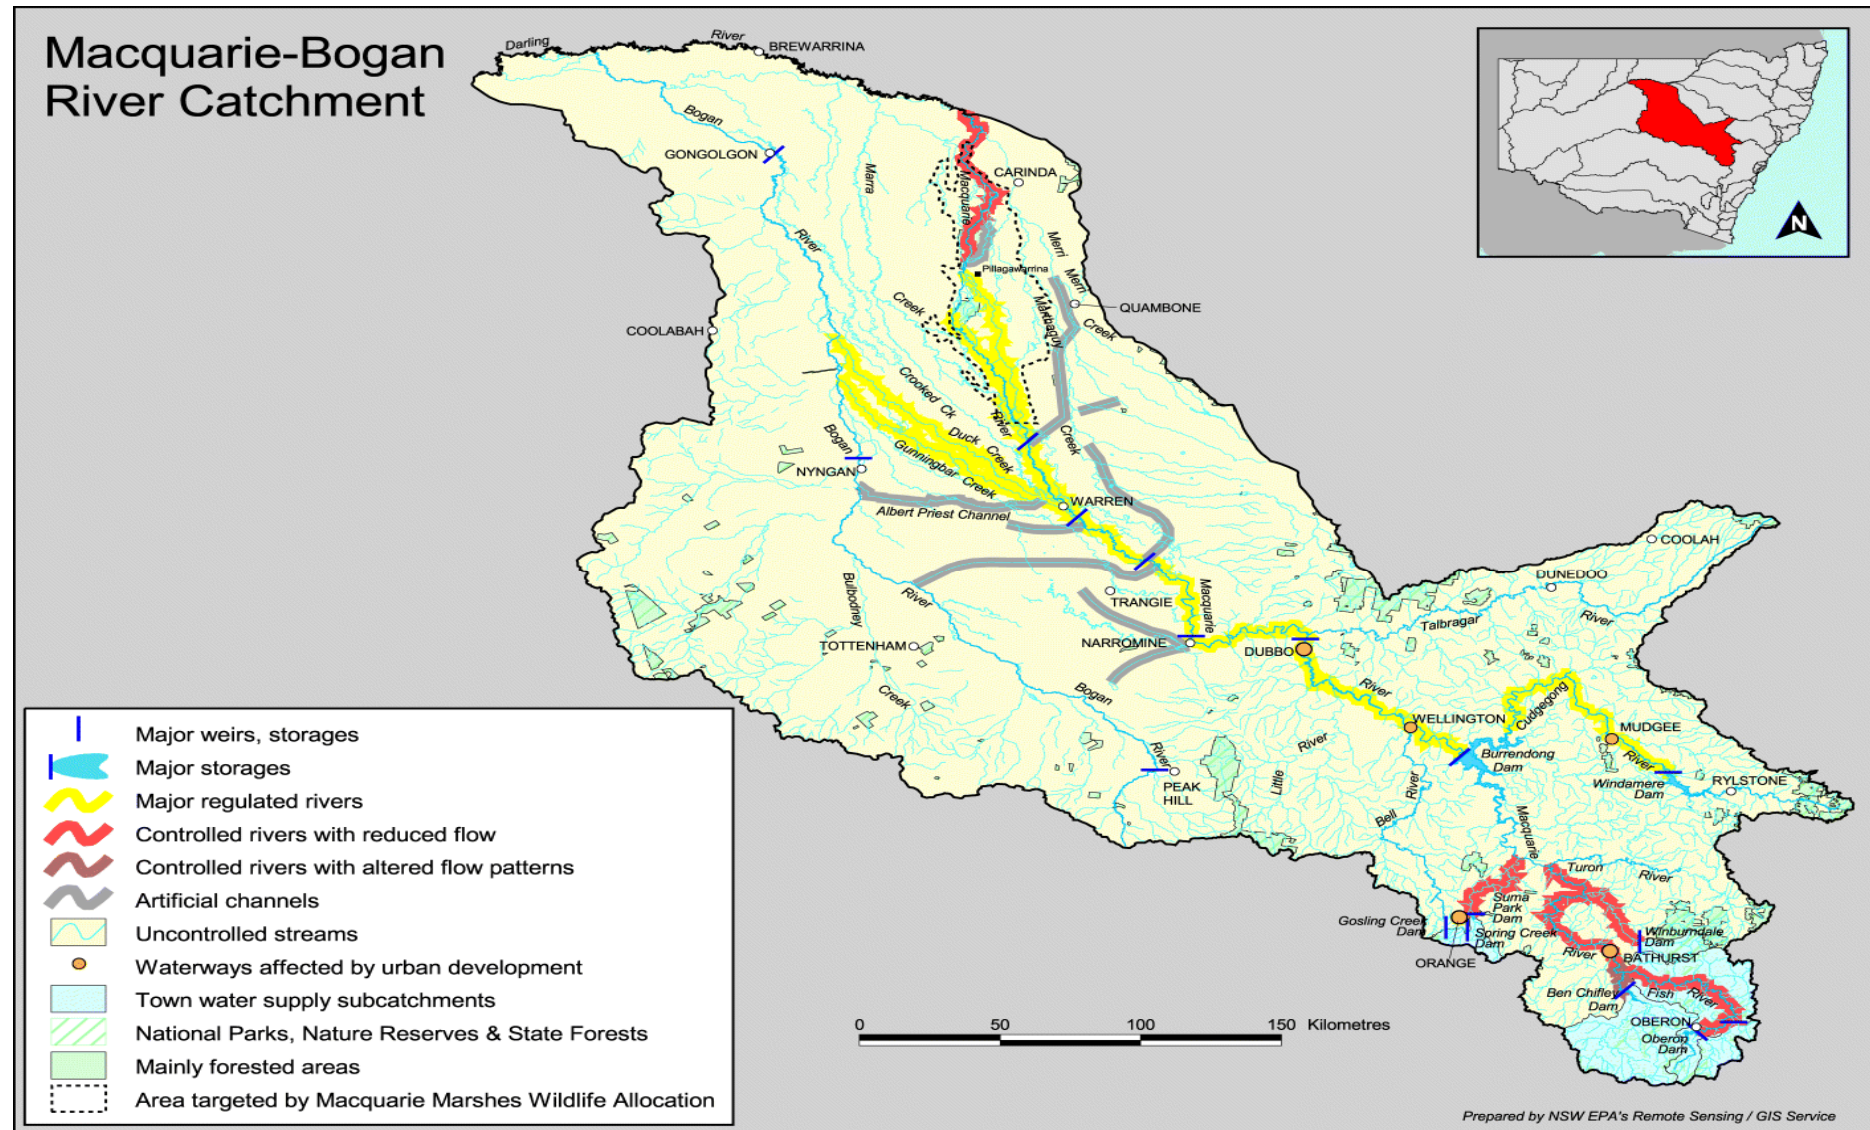 Macquarie-Bogan
River Catchment
Darling
River
BREWARRINA
Bogan
GONGOLGON
River
Marra
Macquarie
CARINDA
Merri
Merri
Creek
Pillagawarrina
Marthaguy
QUAMBONE
Creek
COOLABAH
Crooked Ck
Duck
Creek
Gunningbar
Creek
River
Creek
Bogan
NYNGAN
WARREN
Albert Priest Channel
Bulbodney
River
TRANGIE
Macquarie
TOTTENHAM
NARROMINE
DUBBO
COOLAH
DUNEDOO
Talbragar
River
Creek
Bogan
River
River
WELLINGTON
Cudgegong
MUDGEE
River
Burrendong
Dam
Windamere
Dam
RYLSTONE
River
PEAK
HILL
Little
River
Bell
Macquarie
Turon
River
Suma
Park
Dam
Gosling Creek
Dam
Spring Creek
Dam
ORANGE
Winburndale
Dam
River
BATHURST
Ben Chifley
Dam
Fish
River
OBERON
Oberon
Dam
N
Major weirs, storages
Major storages
Major regulated rivers
Controlled rivers with reduced flow
Controlled rivers with altered flow patterns
Artificial channels
Uncontrolled streams
Waterways affected by urban development
Town water supply subcatchments
National Parks, Nature Reserves & State Forests
Mainly forested areas
Area targeted by Macquarie Marshes Wildlife Allocation
0 50 100 150 Kilometres
Prepared by NSW EPA's Remote Sensing / GIS Service